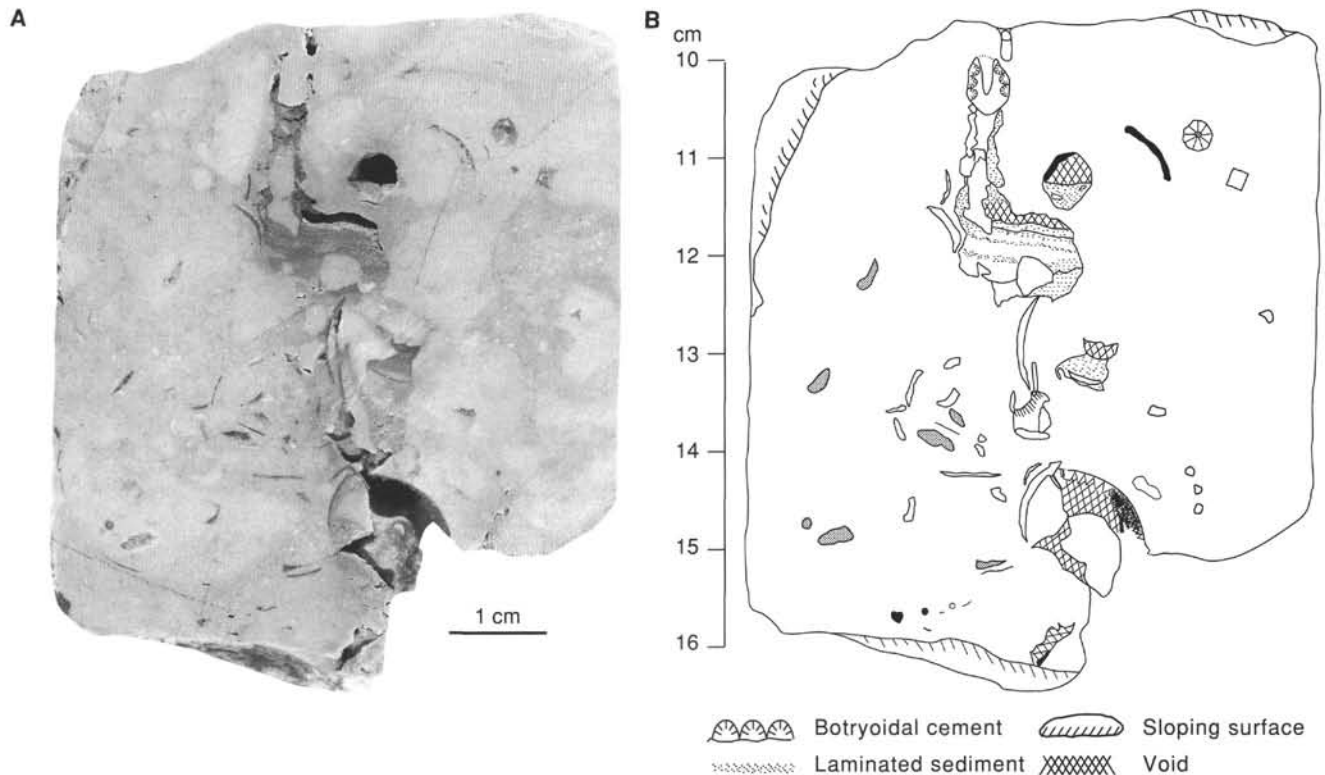 A
B
cm
10
11
12
13
14
15
16
1 cm
Botryoidal cement
Sloping surface
Laminated sediment
Void